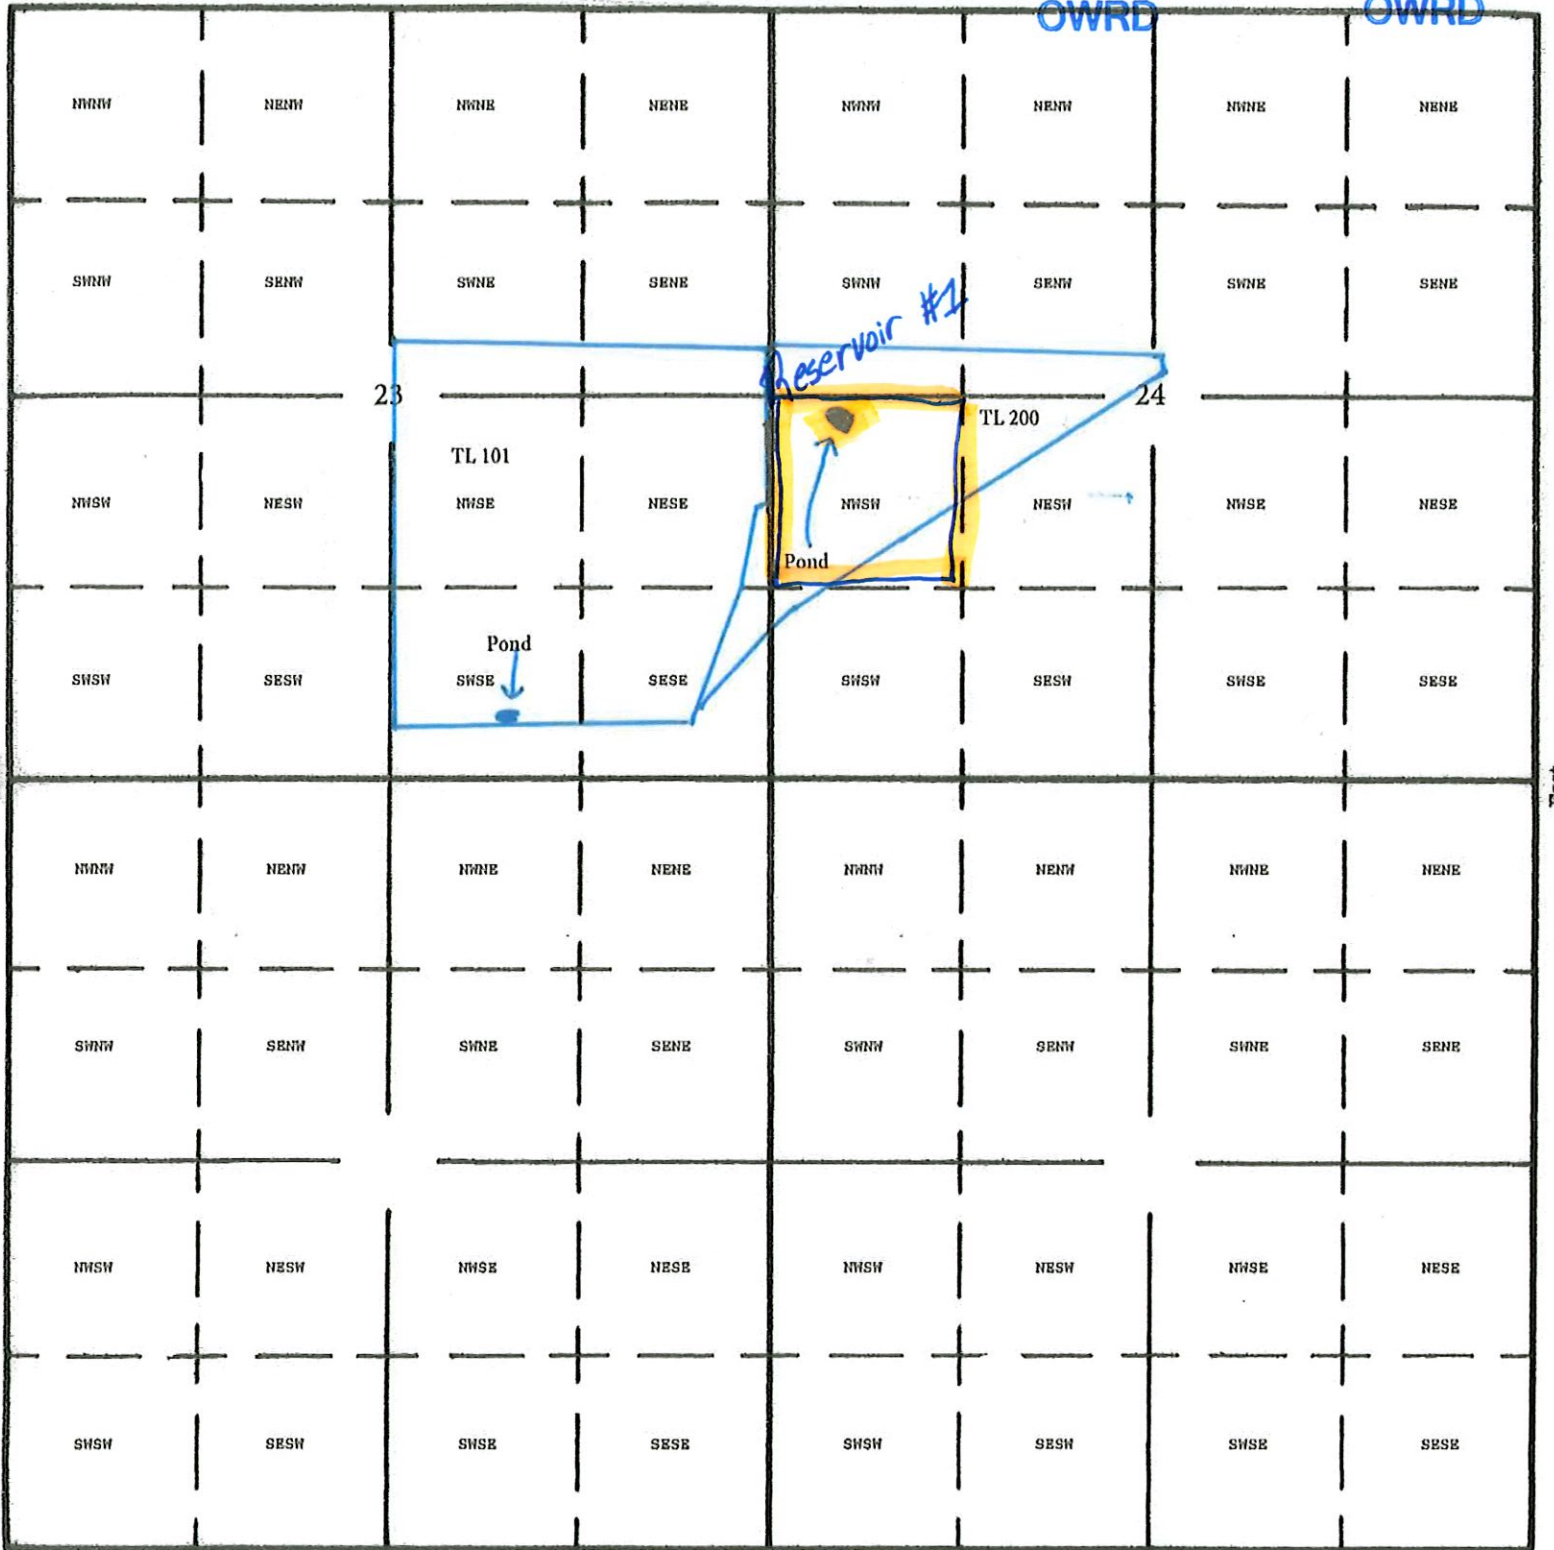 OWRD OWRD
NWNW NENW NWNE NENE NWNW NENW NWNE NENE
SWNW SENW SWNE SENE SWNW SENW SWNE SENE
Reservoir #1
23 24
TL 200
TL 101
NWSW NESW NWSE NESE NWSW NESW NWSE NESE
Pond
Pond
SWSW SESW SWSE SESE SWSW SESW SWSE SESE
NWNW NENW NWNE NENE NWNW NENW NWNE NENE
SWNW SENW SWNE SENE SWNW SENW SWNE SENE
NWSW NESW NWSE NESE NWSW NESW NWSE NESE
SWSW SESW SWSE SESE SWSW SESW SWSE SESE